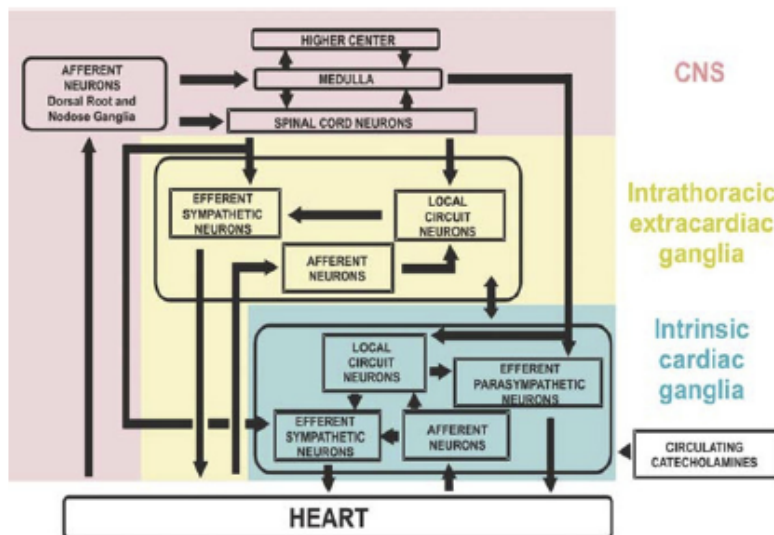 HIGHER CENTER
AFFERENT
NEURONS
Dorsal Root and
Nodose Ganglia
MEDULLA
SPINAL CORD NEURONS
CNS
EFFERENT
SYMPATHETIC
NEURONS
LOCAL
CIRCUIT
NEURONS
AFFERENT
NEURONS
Intrathoracic
extracardiac
ganglia
LOCAL
CIRCUIT
NEURONS
EFFERENT
PARASYMPATHETIC
NEURONS
EFFERENT
SYMPATHETIC
NEURONS
AFFERENT
NEURONS
Intrinsic
cardiac
ganglia
CIRCULATING
CATECHOLAMINES
HEART